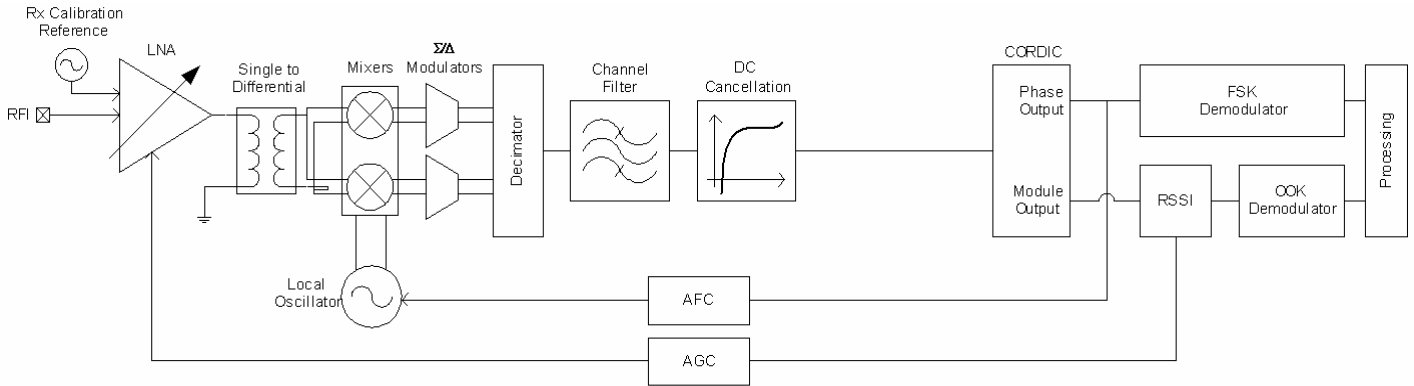 Rx Calibration
Reference
LNA
RFI
Single to
Differential
Mixers
Σ/Δ
Modulators
Decimator
Channel
Filter
DC
Cancellation
CORDIC
Phase
Output
Module
Output
FSK
Demodulator
RSSI
OOK
Demodulator
Processing
Local
Oscillator
AFC
AGC